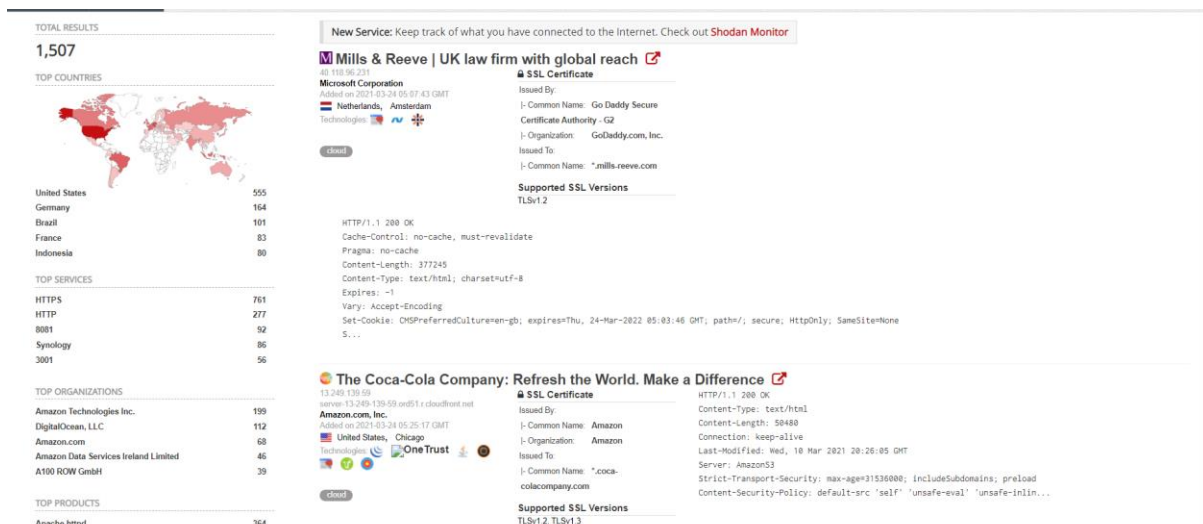 TOTAL RESULTS
1,507
TOP COUNTRIES
United States 555
Germany 164
Brazil 101
France 83
Indonesia 80
TOP SERVICES
HTTPS 761
HTTP 277
8081 92
Synology 86
3001 56
TOP ORGANIZATIONS
Amazon Technologies Inc. 199
DigitalOcean, LLC 112
Amazon.com 68
Amazon Data Services Ireland Limited 46
A100 ROW GmbH 39
TOP PRODUCTS
Apache httpd 264
New Service: Keep track of what you have connected to the Internet. Check out Shodan Monitor
Mills & Reeve | UK law firm with global reach
40.118.96.231
Microsoft Corporation
Added on 2021-03-24 05:07:43 GMT
Netherlands, Amsterdam
Technologies:
cloud
SSL Certificate
Issued By:
|- Common Name: Go Daddy Secure
Certificate Authority - G2
|- Organization: GoDaddy.com, Inc.
Issued To:
|- Common Name: *.mills-reeve.com
Supported SSL Versions
TLSv1.2
HTTP/1.1 200 OK
Cache-Control: no-cache, must-revalidate
Pragma: no-cache
Content-Length: 377245
Content-Type: text/html; charset=utf-8
Expires: -1
Vary: Accept-Encoding
Set-Cookie: CMSPreferredCulture=en-gb; expires=Thu, 24-Mar-2022 05:03:46 GMT; path=/; secure; HttpOnly; SameSite=None
S...
The Coca-Cola Company: Refresh the World. Make a Difference
13.249.139.59
server-13-249-139-59.ord51.r.cloudfront.net
Amazon.com, Inc.
Added on 2021-03-24 05:25:17 GMT
United States, Chicago
Technologies: OneTrust
cloud
SSL Certificate
Issued By:
|- Common Name: Amazon
|- Organization: Amazon
Issued To:
|- Common Name: *.coca-
colacompany.com
Supported SSL Versions
TLSv1.2, TLSv1.3
HTTP/1.1 200 OK
Content-Type: text/html
Content-Length: 50480
Connection: keep-alive
Last-Modified: Wed, 10 Mar 2021 20:26:05 GMT
Server: AmazonS3
Strict-Transport-Security: max-age=31536000; includeSubdomains; preload
Content-Security-Policy: default-src 'self' 'unsafe-eval' 'unsafe-inlin...